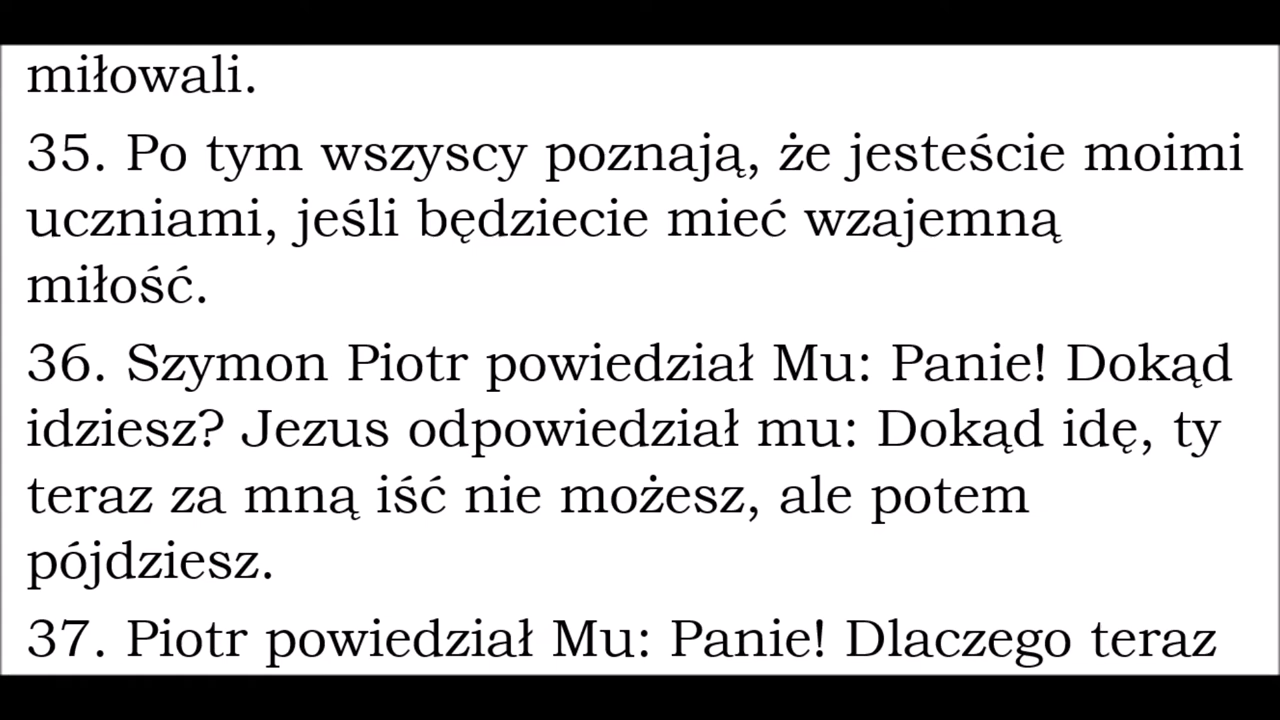 miłowali.
35. Po tym wszyscy poznają, że jesteście moimi
uczniami, jeśli będziecie mieć wzajemną
miłość.
36. Szymon Piotr powiedział Mu: Panie! Dokąd
idziesz? Jezus odpowiedział mu: Dokąd idę, ty
teraz za mną iść nie możesz, ale potem
pójdziesz.
37. Piotr powiedział Mu: Panie! Dlaczego teraz